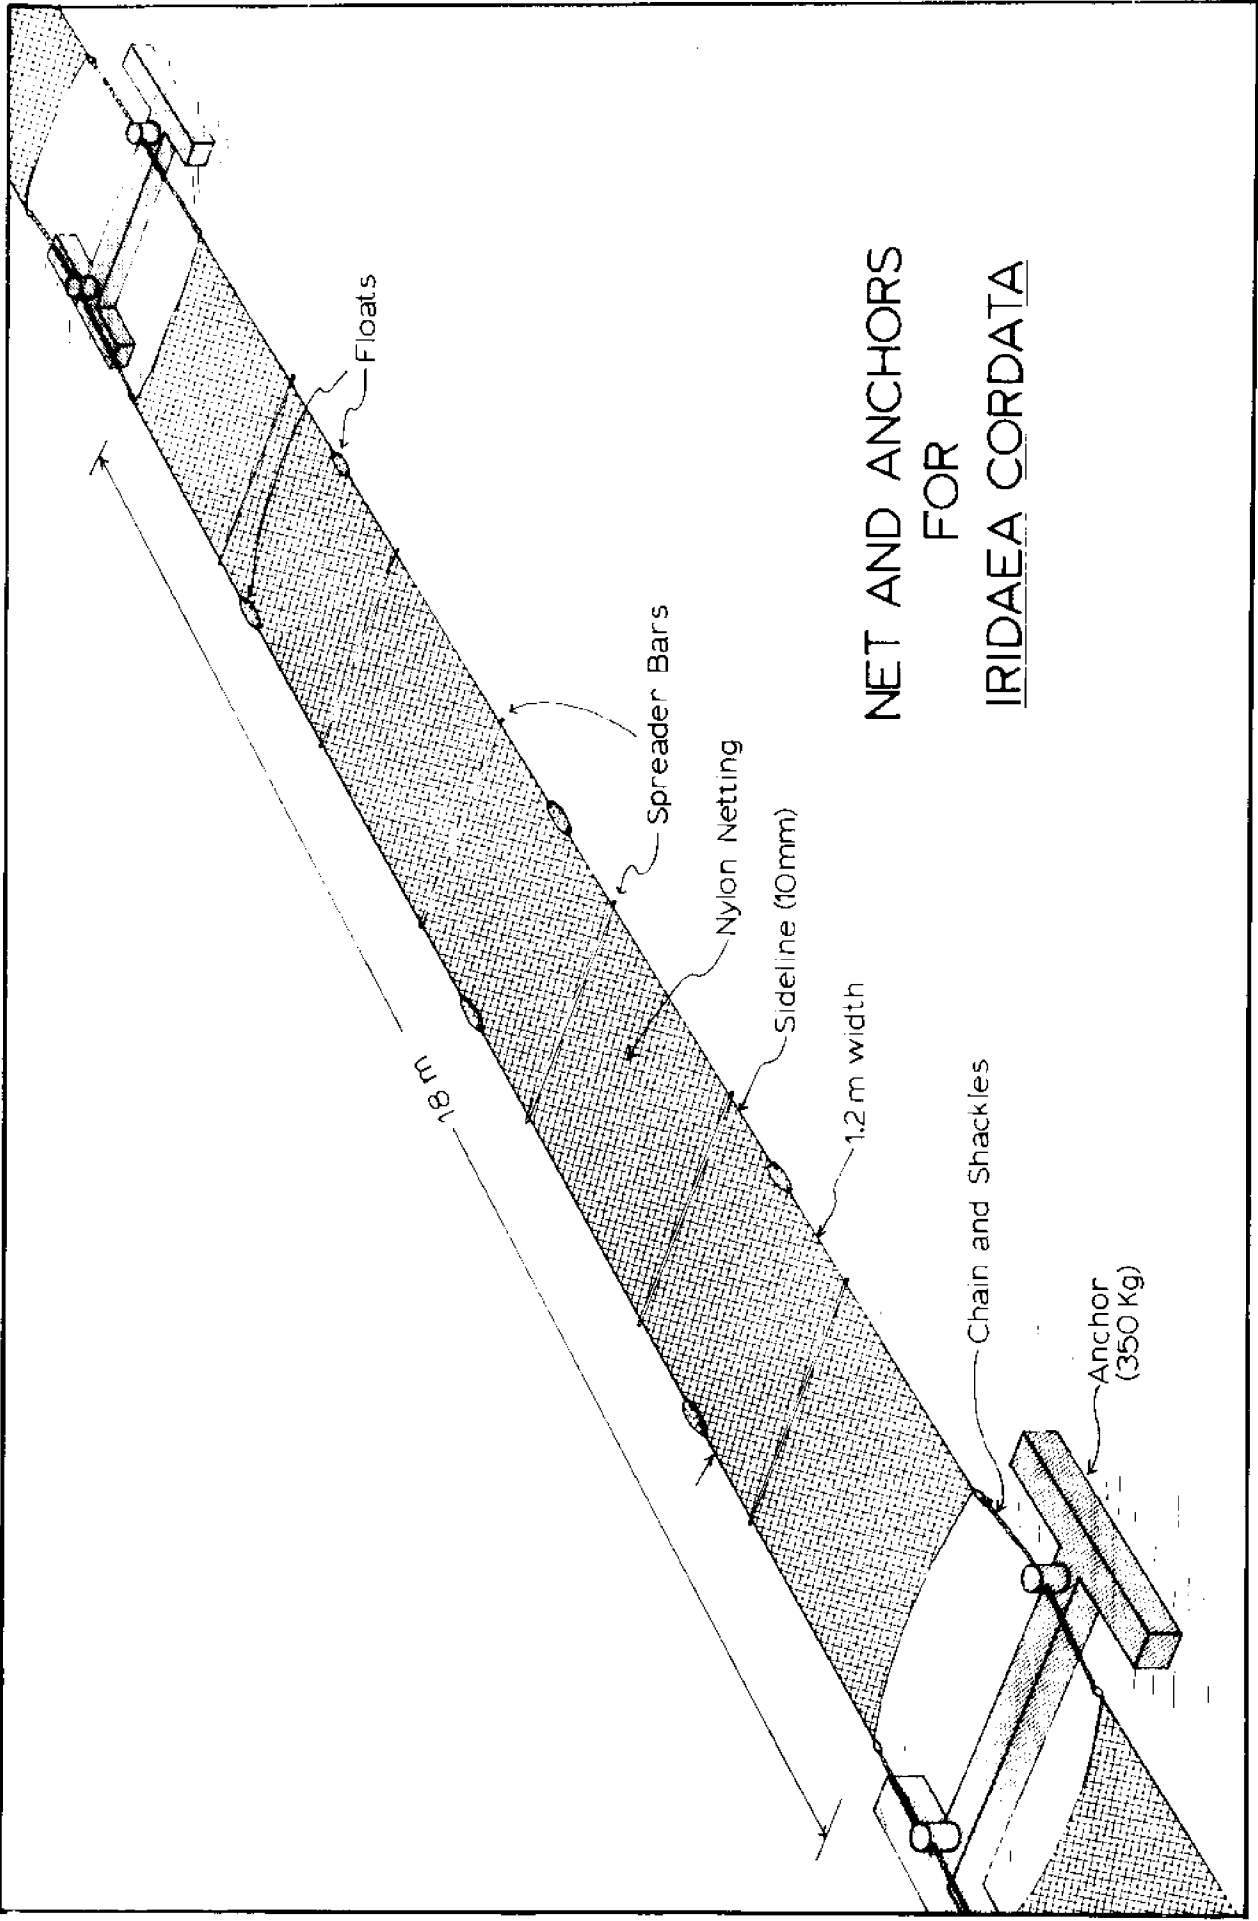 Floats
18 m
Spreader Bars
Nylon Netting
Sideline (10mm)
1.2 m width
Chain and Shackles
Anchor
(350 Kg)
NET AND ANCHORS
FOR
IRIDAEA CORDATA